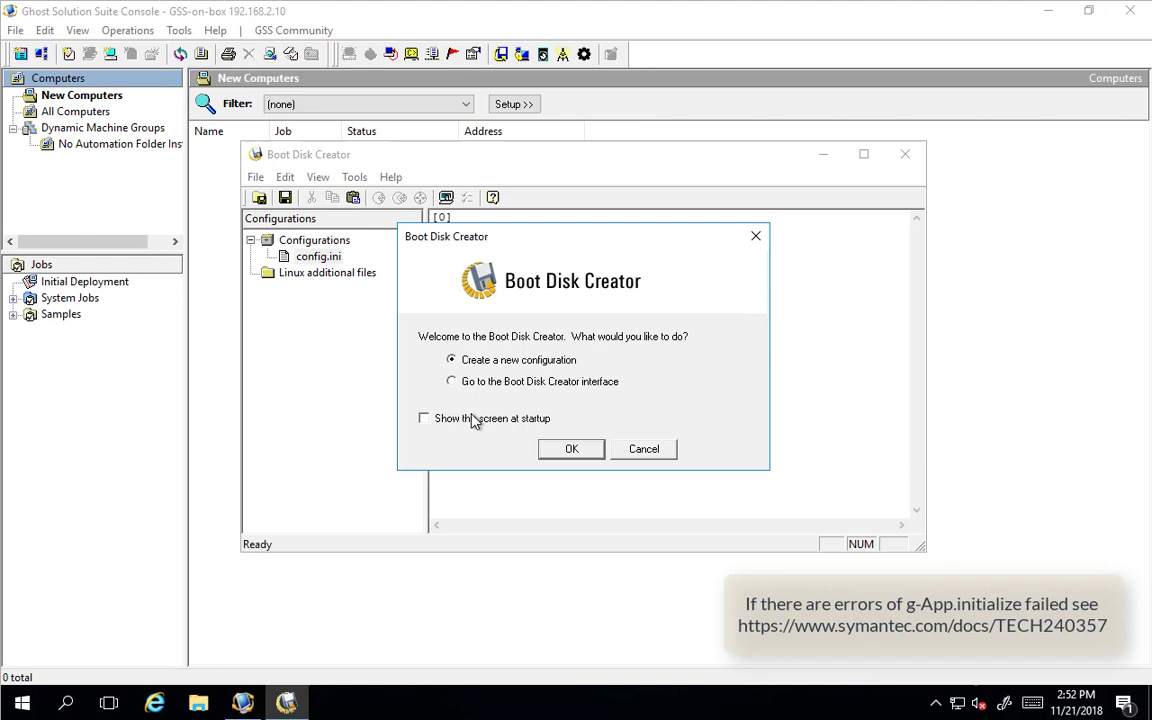 Ghost Solution Suite Console - GSS-on-box 192.168.2.10
File Edit View Operations Tools Help GSS Community
Computers
New Computers
All Computers
Dynamic Machine Groups
No Automation Folder Ins
New Computers Computers
Filter: (none) Setup >>
Name Job Status Address
Boot Disk Creator
File Edit View Tools Help
Configurations
Configurations
config.ini
Linux additional files
[0]
Boot Disk Creator
Boot Disk Creator
Welcome to the Boot Disk Creator. What would you like to do?
Create a new configuration
Go to the Boot Disk Creator interface
Show this screen at startup
OK Cancel
Ready NUM
Jobs
Initial Deployment
System Jobs
Samples
If there are errors of g-App.initialize failed see
https://www.symantec.com/docs/TECH240357
0 total
2:52 PM
11/21/2018
1